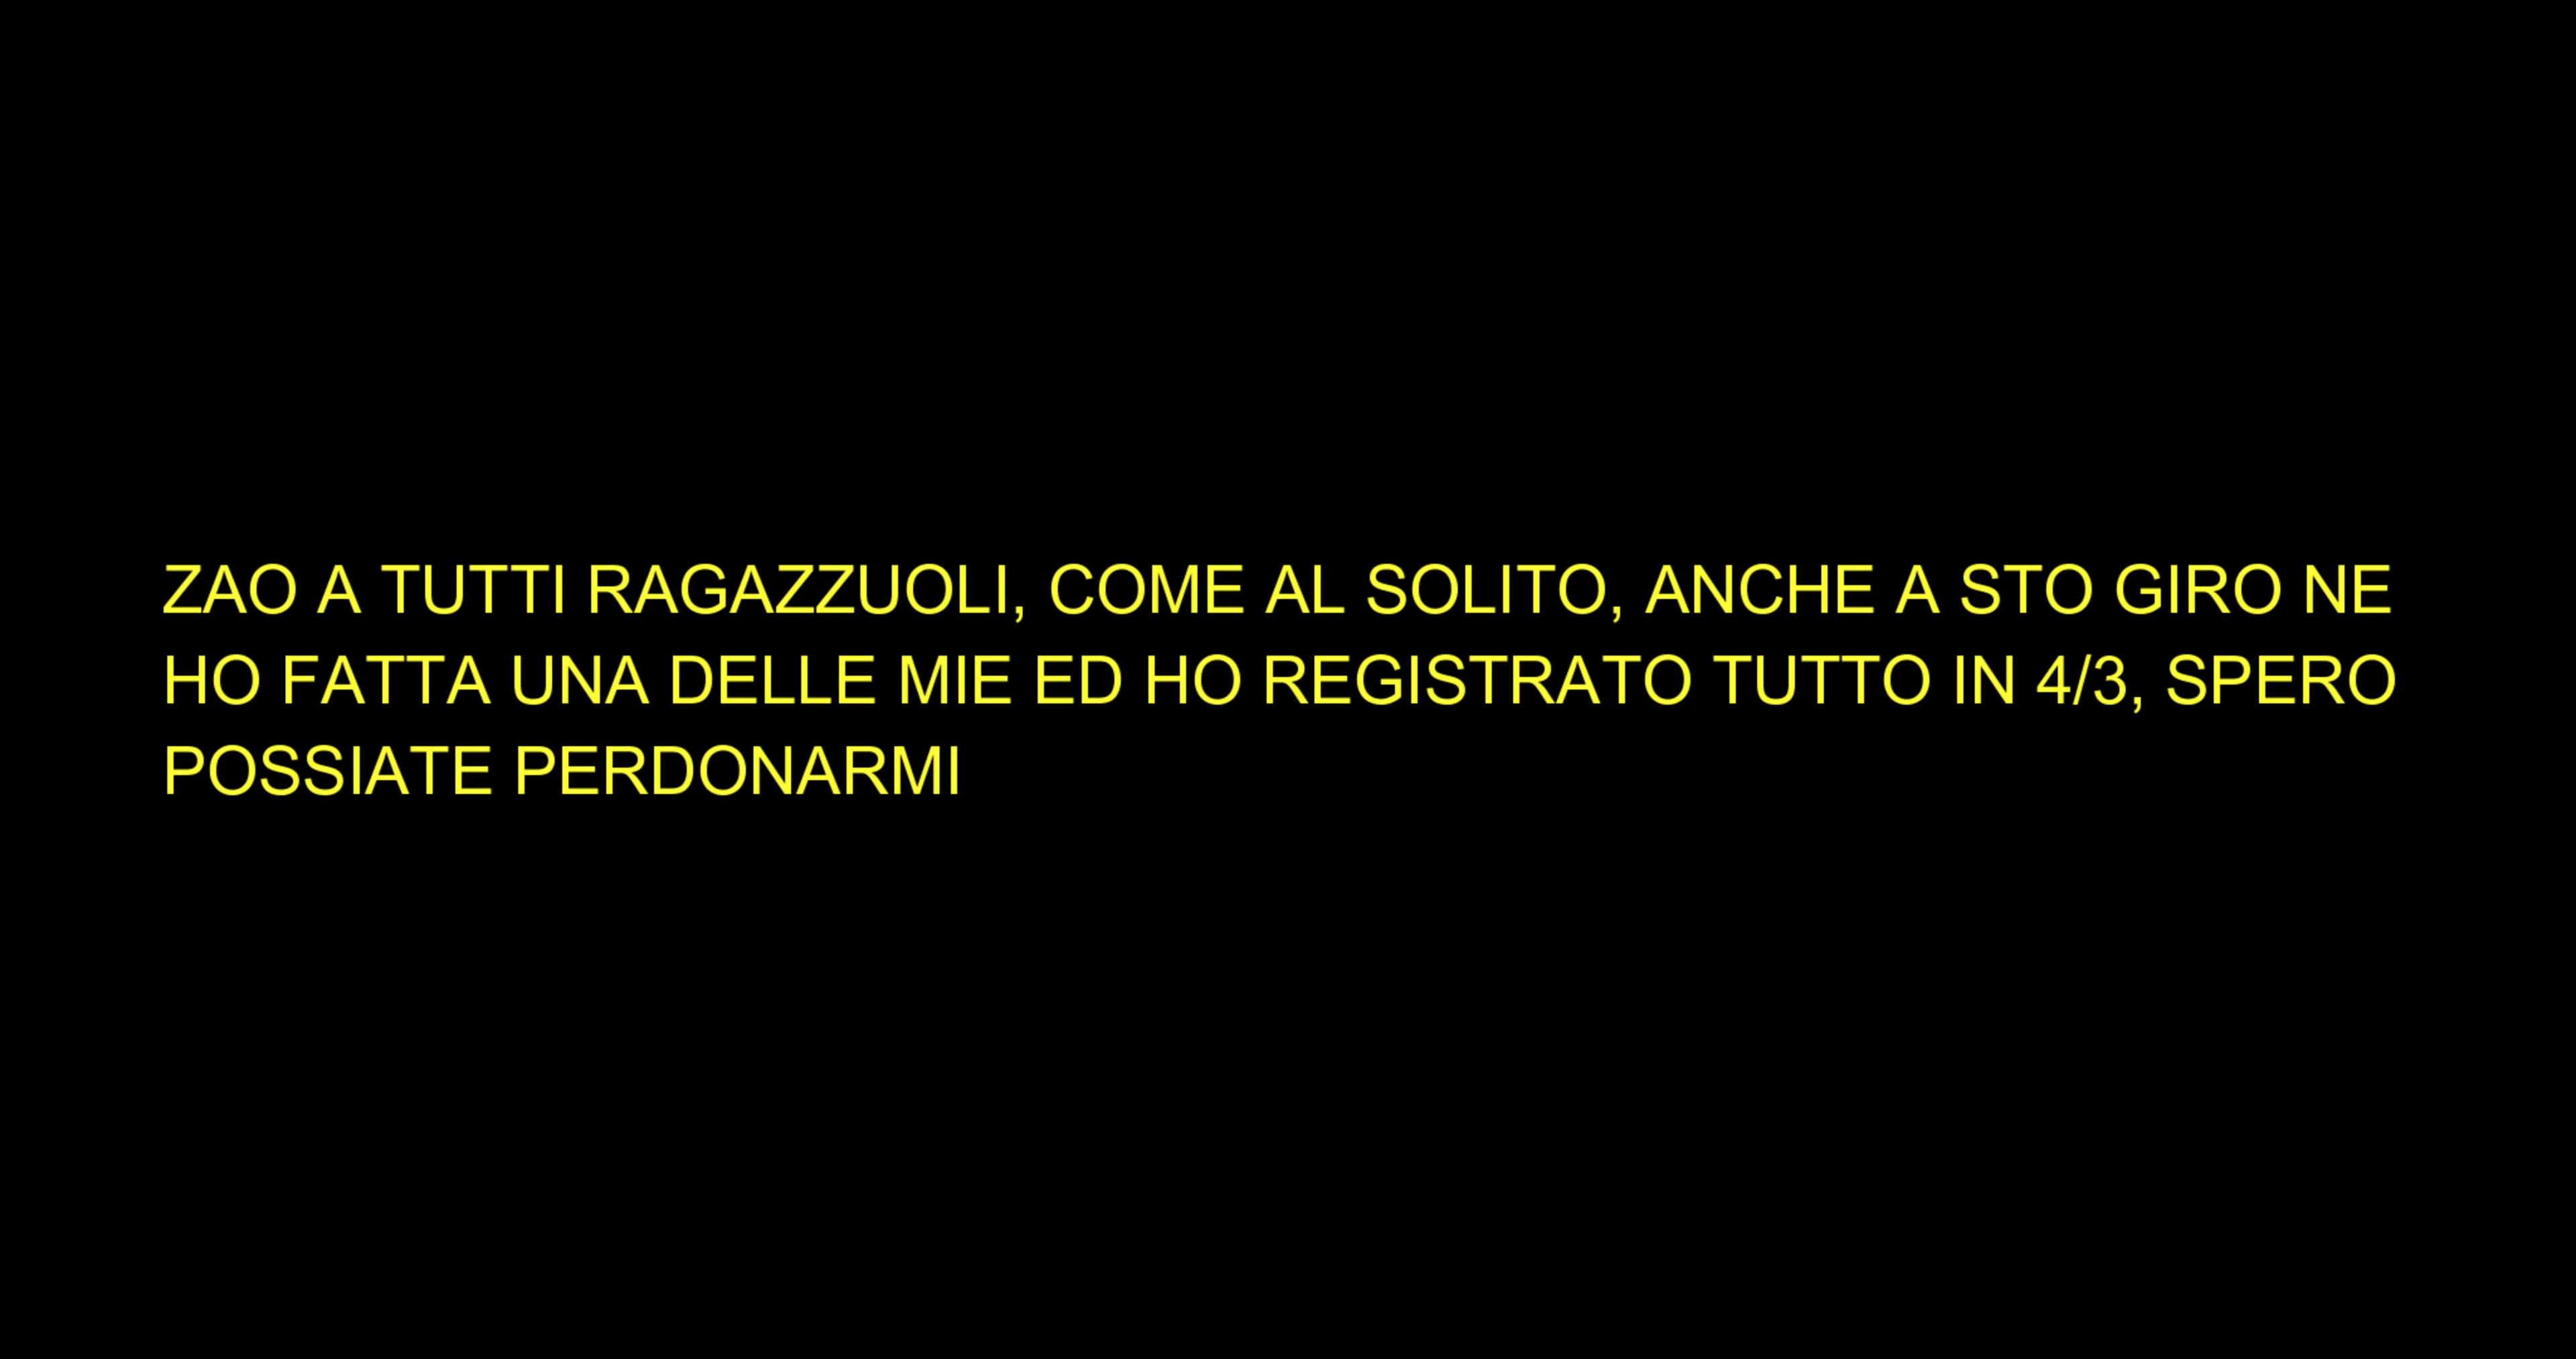 ZAO A TUTTI RAGAZZUOLI, COME AL SOLITO, ANCHE A STO GIRO NE
HO FATTA UNA DELLE MIE ED HO REGISTRATO TUTTO IN 4/3, SPERO
POSSIATE PERDONARMI